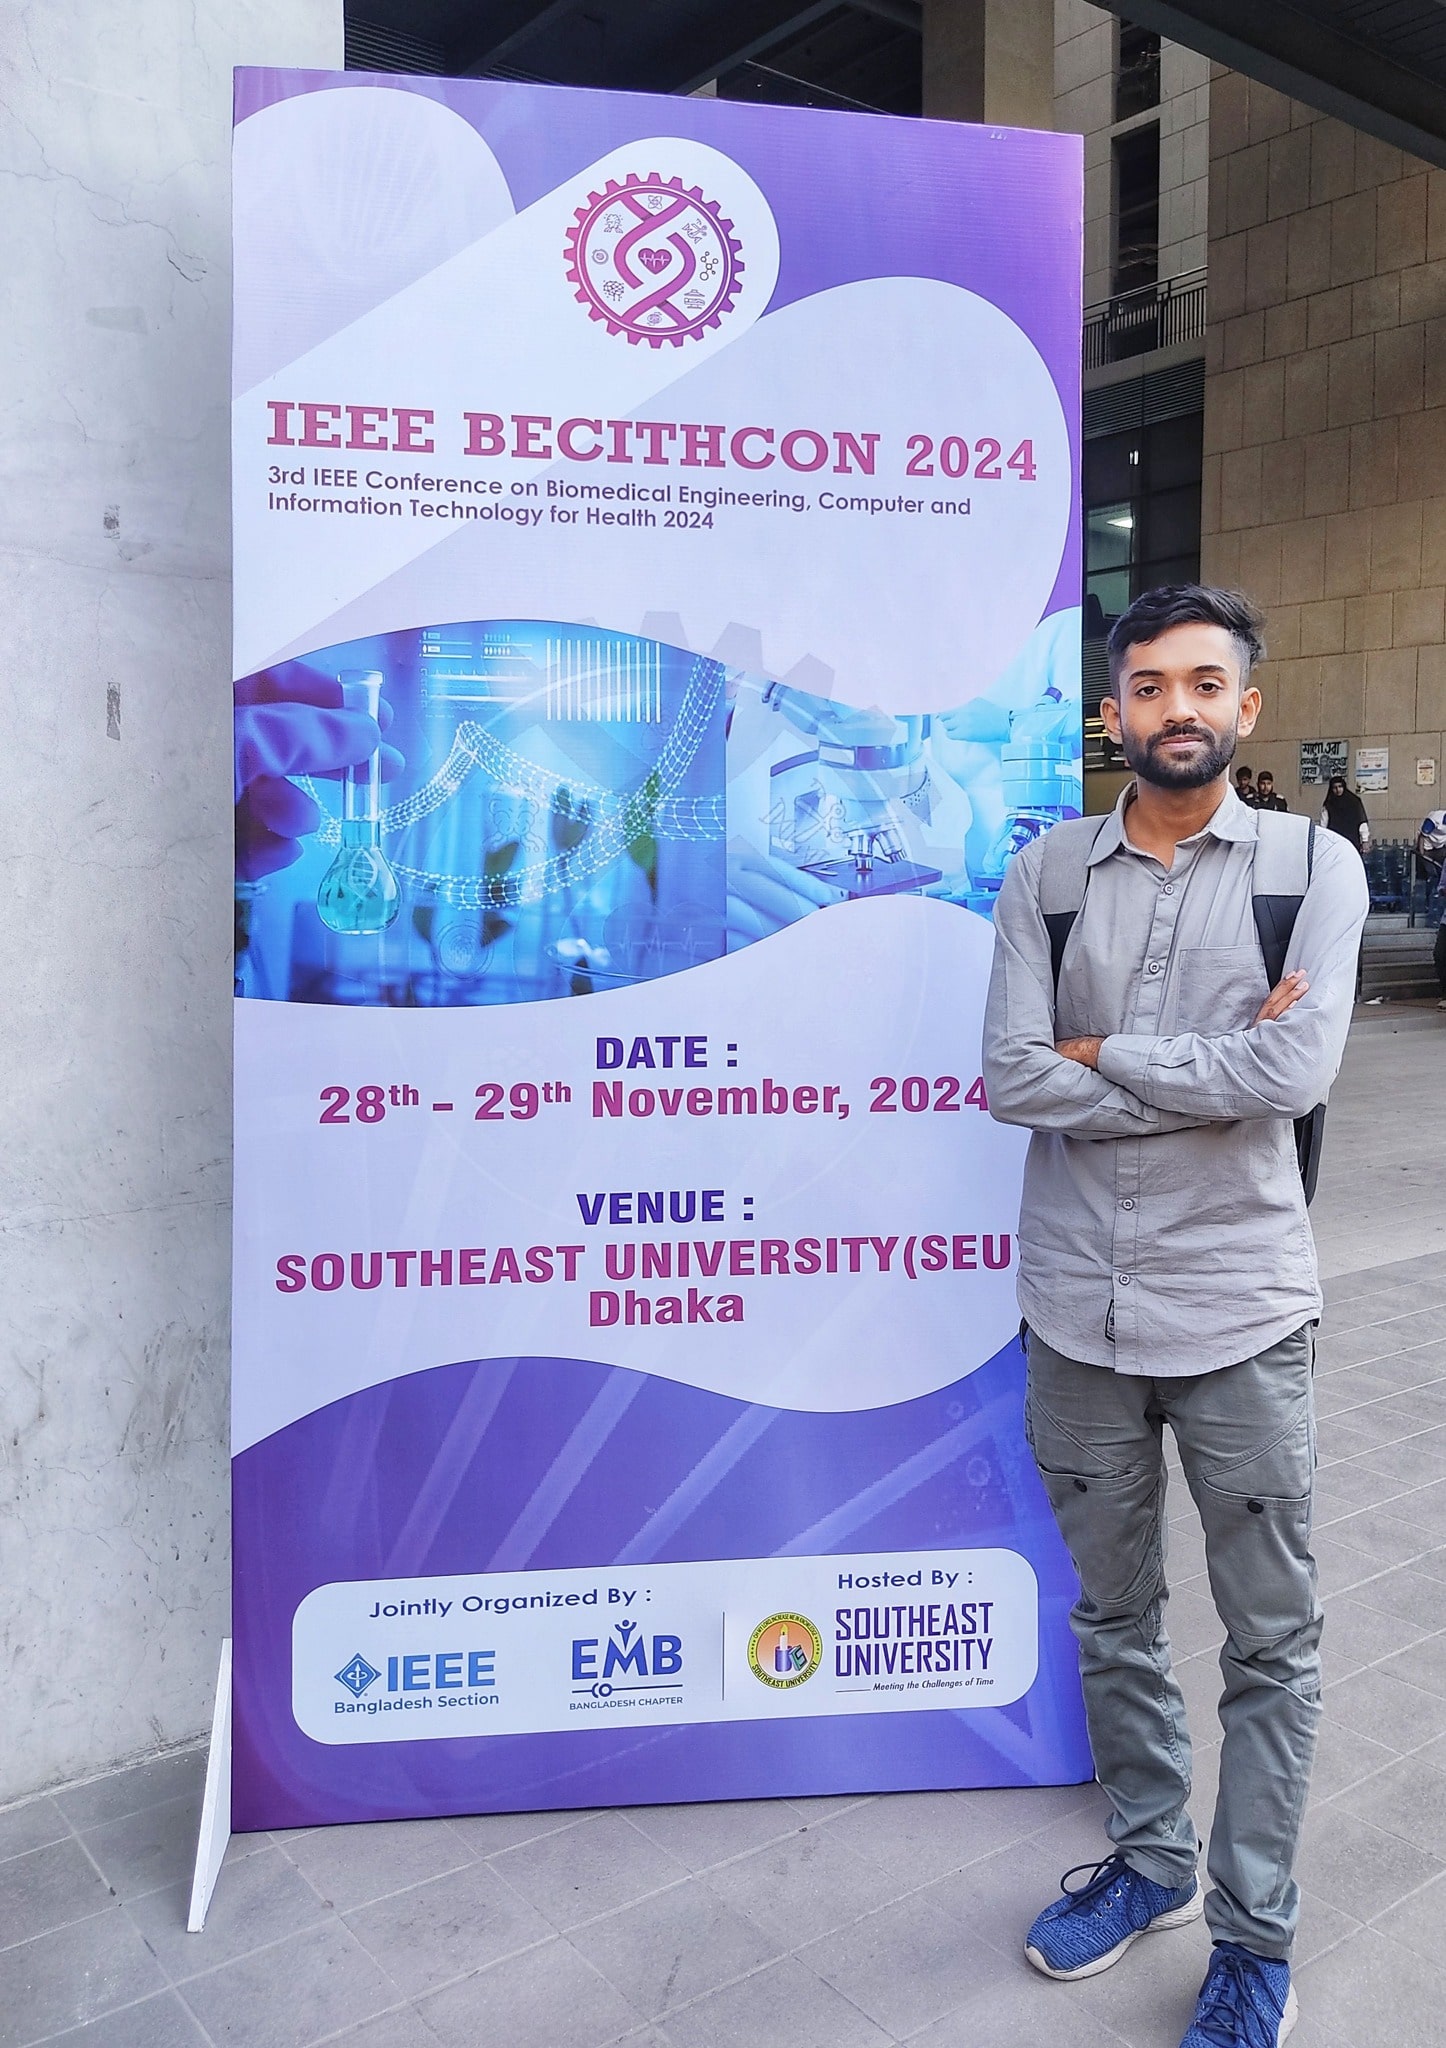 IEEE BECITHCON 2024
3rd IEEE Conference on Biomedical Engineering, Computer and
Information Technology for Health 2024
DATE :
28th - 29th November, 2024
VENUE :
SOUTHEAST UNIVERSITY(SEU
Dhaka
Jointly Organized By :
IEEE
Bangladesh Section
EMB
BANGLADESH CHAPTER
Hosted By :
SOUTHEAST UNIVERSITY
SOUTHEAST
UNIVERSITY
Meeting the Challenges of Time